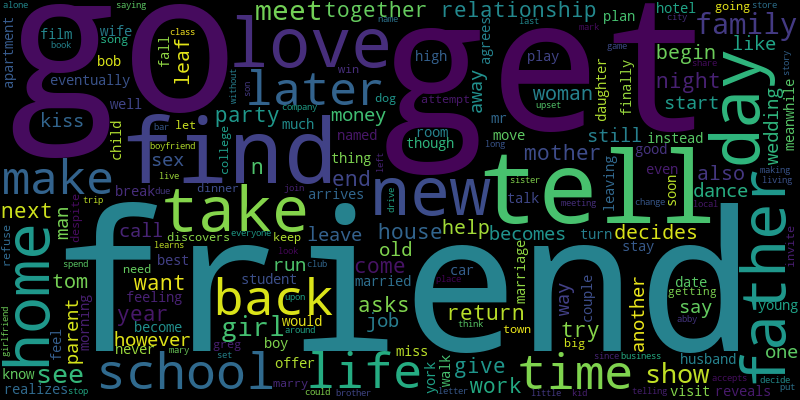 go
get
friend
find
love
later
tell
new
take
back
home
father
day
make
school
life
time
girl
show
family
meet
together
relationship
hotel
plan
going
store
city
begin
like
night
start
wedding
meanwhile
woman
daughter
finally
mother
still
instead
move
room
though
high
play
last
agrees
away
mr
named
money
party
kiss
film
book
song
wife
bob
eventually
well
child
apartment
alone
saying
fall
leaf
class
name
mark
game
share
story
win
dog
much
let
bar
son
without
company
attempt
upset
long
thing
college
sex
boyfriend
live
end
n
break
due
dinner
join
arrives
left
talk
sister
meeting
leaving
soon
even
good
also
dance
making
living
local
change
invite
decides
stay
turn
becomes
help
house
leave
call
discovers
keep
everyone
drive
old
come
run
learns
trip
despite
next
man
refuse
tom
morning
parent
want
need
best
student
feeling
year
become
however
never
mary
greg
would
upon
around
club
look
asks
married
car
return
place
marriage
way
couple
another
date
getting
say
abby
young
one
husband
try
town
big
think
job
boy
offer
miss
set
marry
could
brother
york
walk
give
work
letter
little
kid
since
business
telling
visit
reveals
accepts
decide
put
see
feel
know
realizes
stop
spend
girlfriend